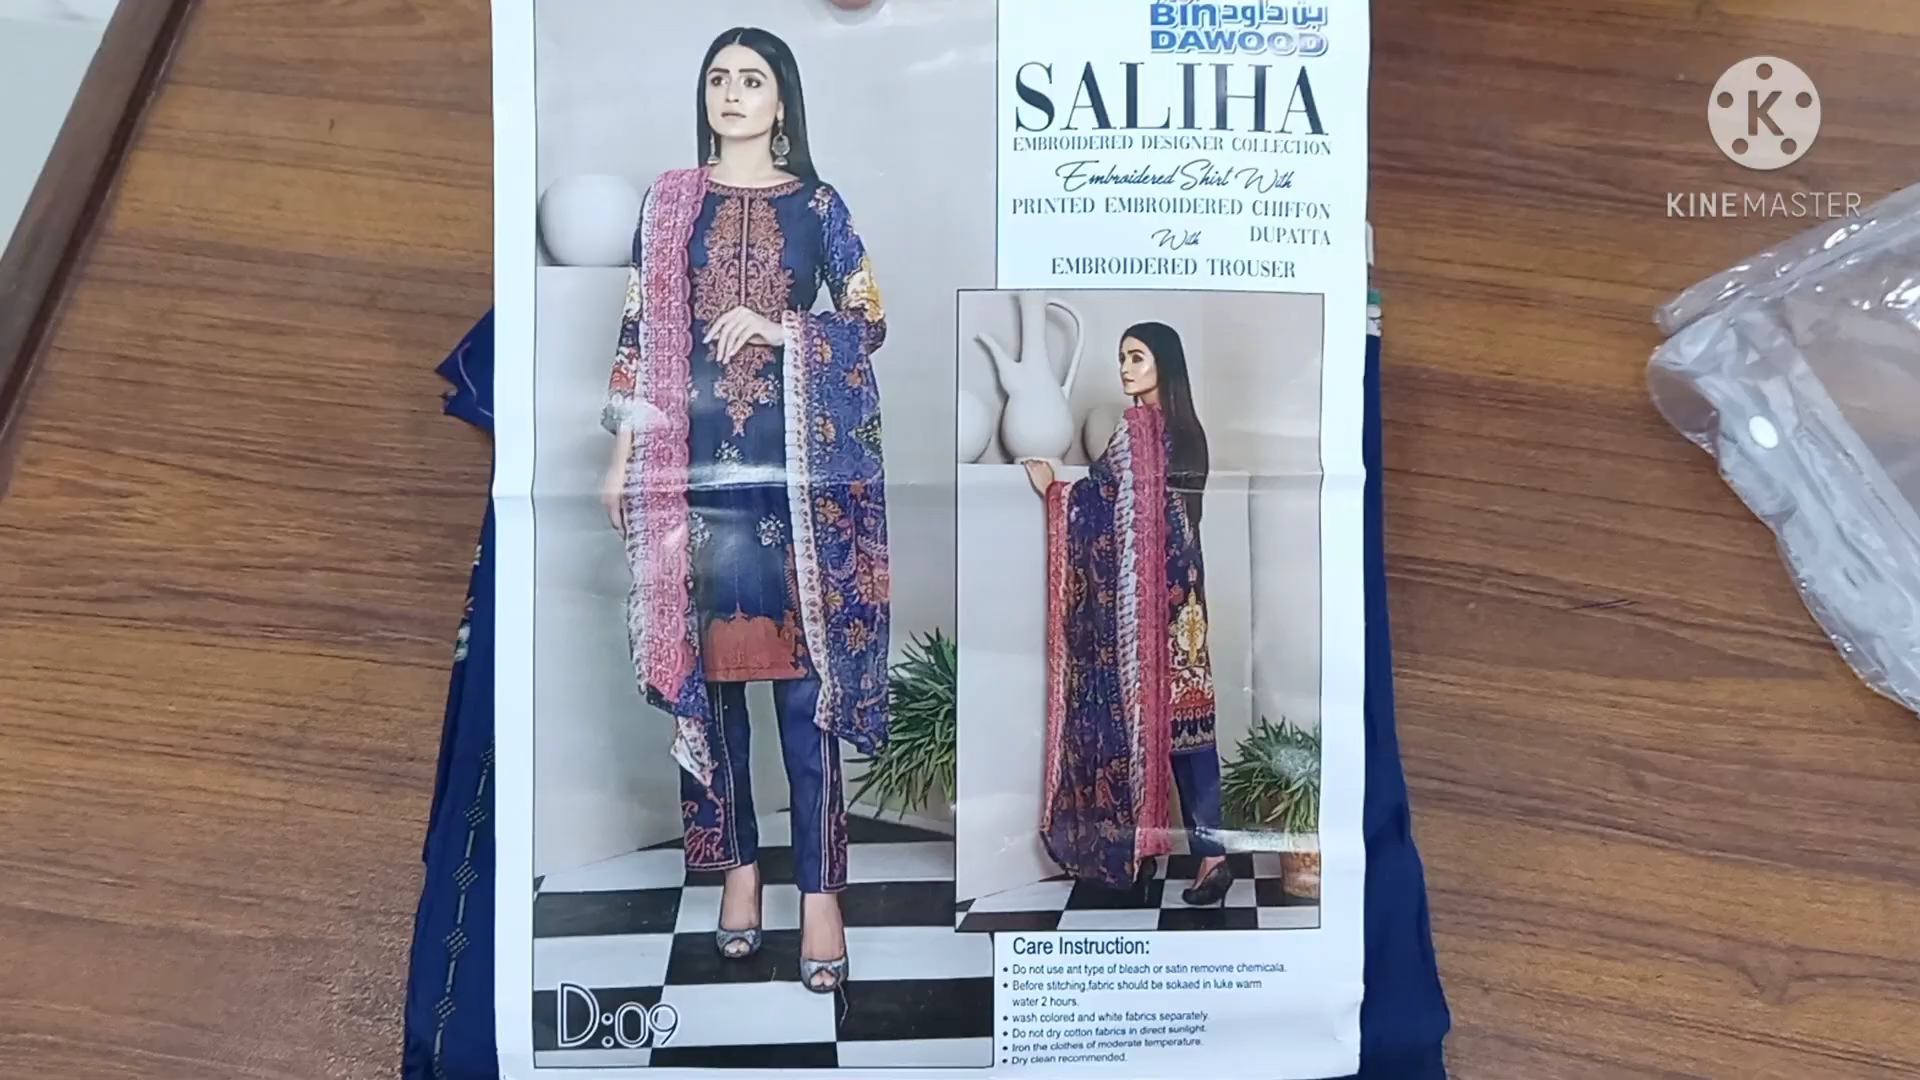 BIN بن داود
DAWOOD
SALIHA
EMBROIDERED DESIGNER COLLECTION
Embroidered Shirt With
PRINTED EMBROIDERED CHIFFON
With DUPATTA
EMBROIDERED TROUSER
K
KINEMASTER
Care Instruction:
• Do not use ant type of bleach or satin removine chemicala.
• Before stitching,fabric should be sokaed in luke warm
water 2 hours.
• wash colored and white fabrics separately.
• Do not dry cotton fabrics in direct sunlight.
• Iron the clothes of moderate temperature.
• Dry clean recommended.
D:09